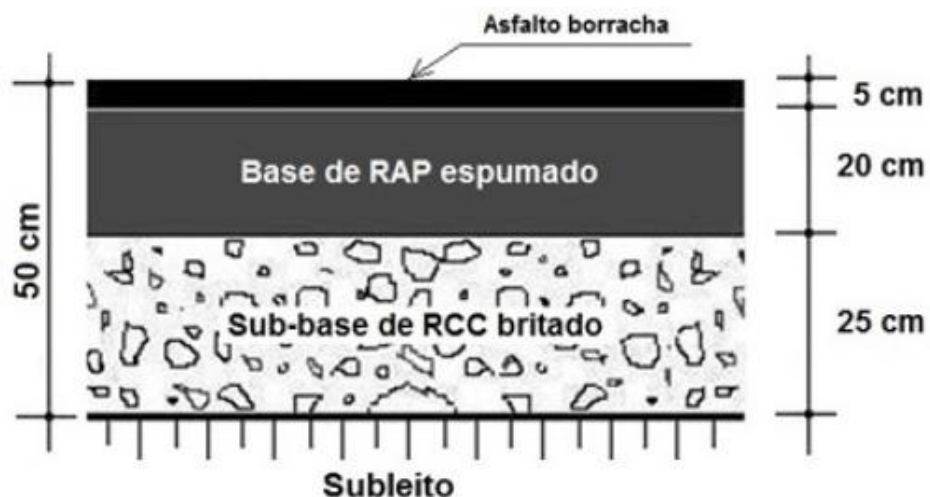 Asfalto borracha
5 cm
Base de RAP espumado
20 cm
50 cm
Sub-base de RCC britado
25 cm
Subleito